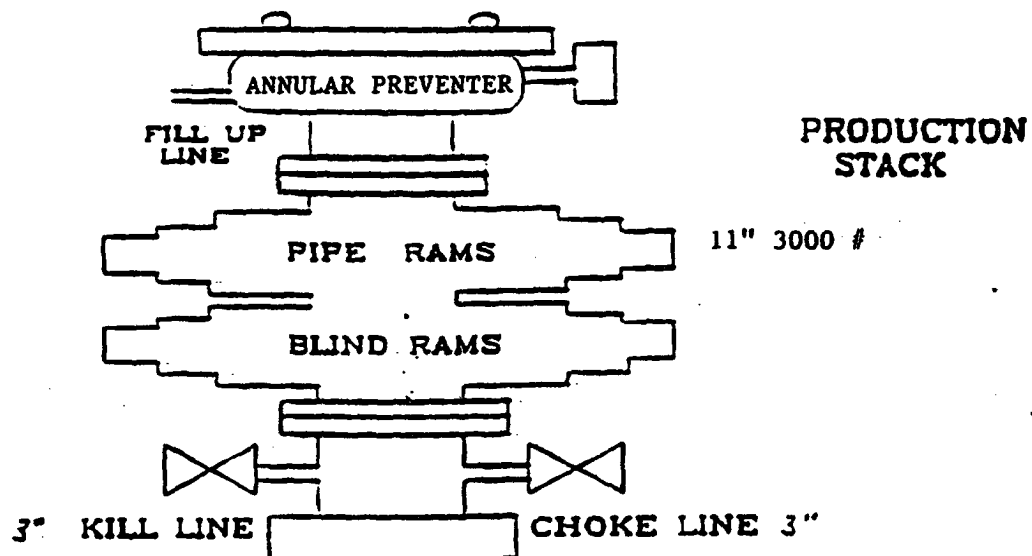 ANNULAR PREVENTER
FILL UP
LINE
PRODUCTION
STACK
PIPE RAMS
11" 3000 #
BLIND RAMS
3" KILL LINE
CHOKE LINE 3"